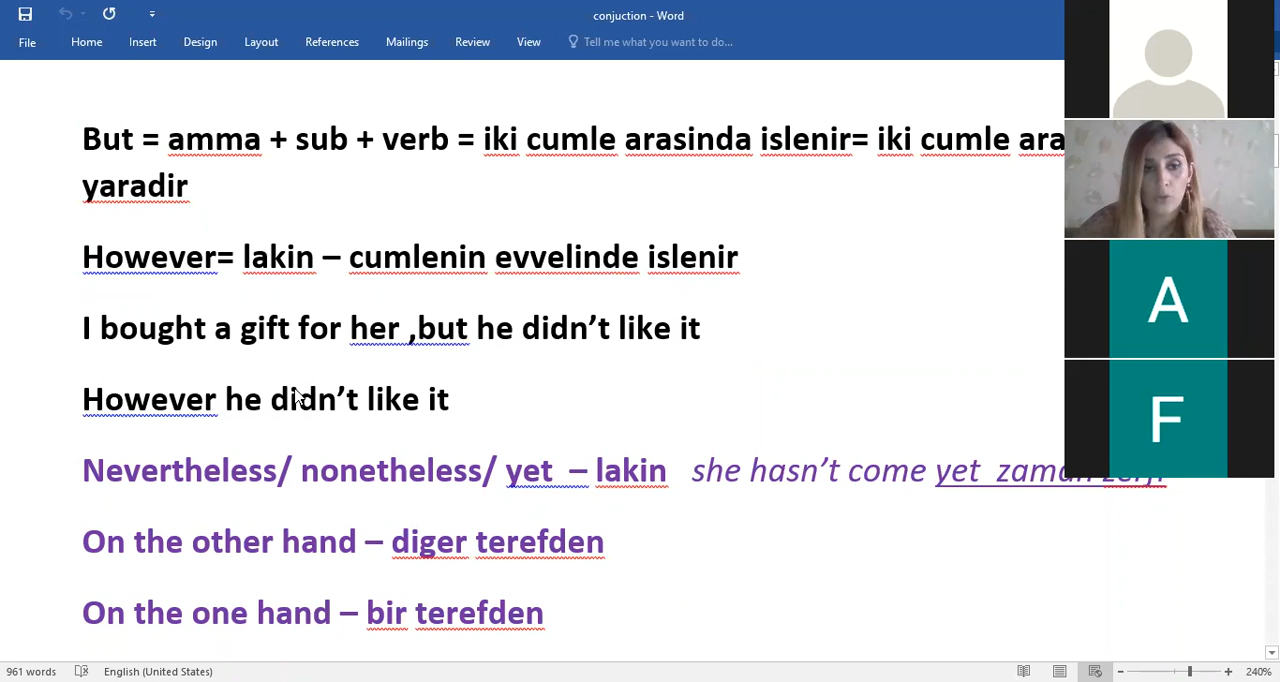 conjuction - Word
File Home Insert Design Layout References Mailings Review View Tell me what you want to do...
But = amma + sub + verb = iki cumle arasinda islenir= iki cumle
yaradir
However= lakin – cumlenin evvelinde islenir
I bought a gift for her ,but he didn’t like it
However he didn’t like it
Nevertheless/ nonetheless/ yet – lakin she hasn’t come yet zaman
On the other hand – diger terefden
On the one hand – bir terefden
A
F
961 words English (United States) 240%